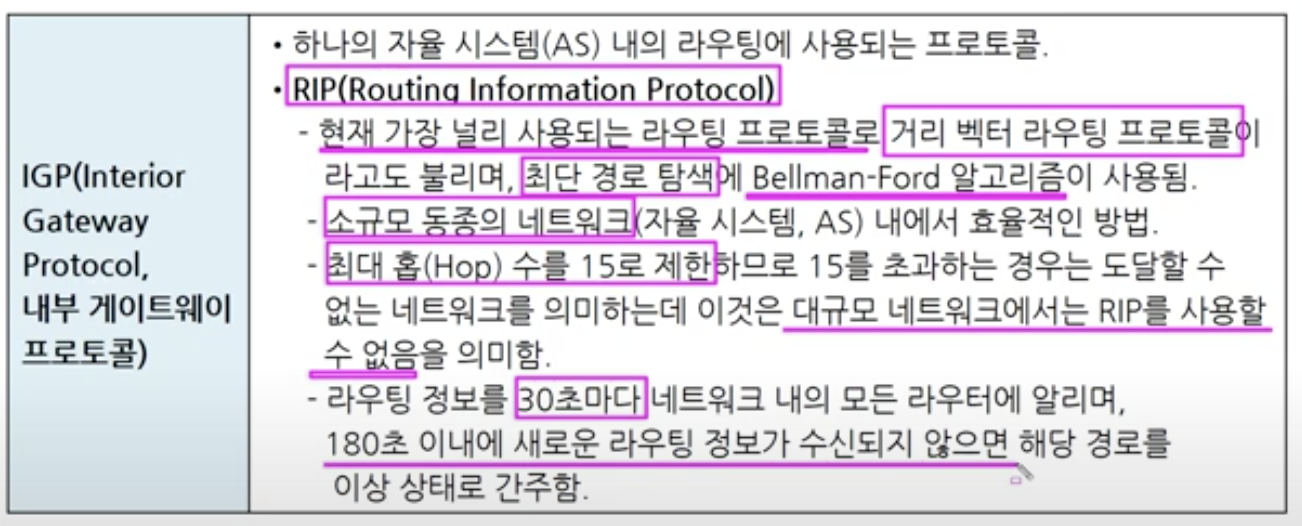 IGP(Interior
Gateway
Protocol,
내부 게이트웨이
프로토콜)
• 하나의 자율 시스템(AS) 내의 라우팅에 사용되는 프로토콜.
• RIP(Routing Information Protocol)
- 현재 가장 널리 사용되는 라우팅 프로토콜로 거리 벡터 라우팅 프로토콜이
라고도 불리며, 최단 경로 탐색에 Bellman-Ford 알고리즘이 사용됨.
- 소규모 동종의 네트워크(자율 시스템, AS) 내에서 효율적인 방법.
- 최대 홉(Hop) 수를 15로 제한하므로 15를 초과하는 경우는 도달할 수
없는 네트워크를 의미하는데 이것은 대규모 네트워크에서는 RIP를 사용할
수 없음을 의미함.
- 라우팅 정보를 30초마다 네트워크 내의 모든 라우터에 알리며,
180초 이내에 새로운 라우팅 정보가 수신되지 않으면 해당 경로를
이상 상태로 간주함.